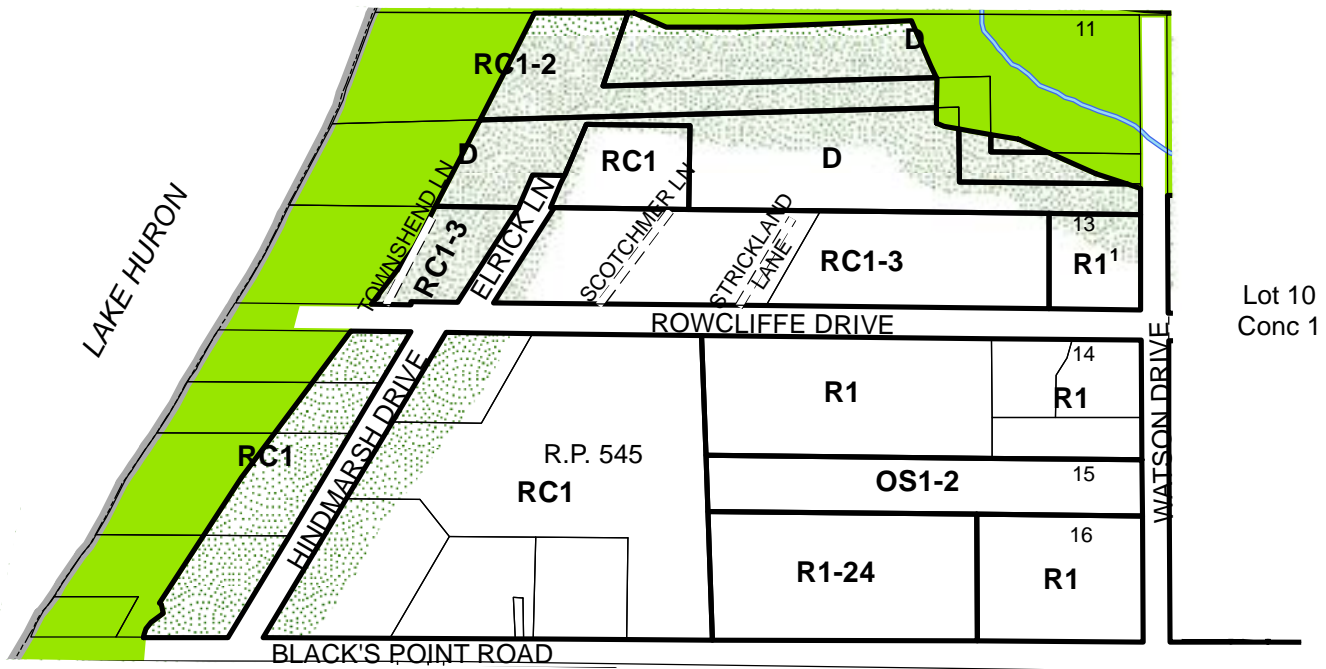 11
D
RC1-2
RC1
D
D
TOWNSHEND LN
ELRICK LN
SCOTCHMER LN
STRICKLAND
LANE
RC1-3
RC1-3
13
R1¹
LAKE HURON
Lot 10
Conc 1
ROWCLIFFE DRIVE
WATSON DRIVE
HINDMARSH DRIVE
14
R1
R1
RC1
R.P. 545
RC1
OS1-2
15
16
R1-24
R1
BLACK'S POINT ROAD